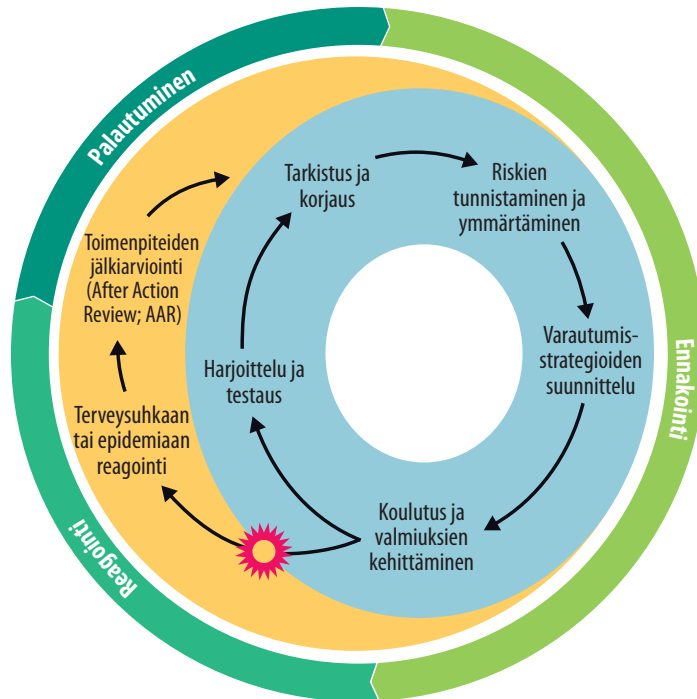 Palautuminen
Ennakointi
Reagointi
Tarkistus ja
korjaus
Riskien
tunnistaminen ja
ymmärtäminen
Varautumis-
strategioiden
suunnittelu
Koulutus ja
valmiuksien
kehittäminen
Harjoittelu ja
testaus
Terveysuhkaan
tai epidemiaan
reagointi
Toimenpiteiden
jälkiarviointi
(After Action
Review; AAR)